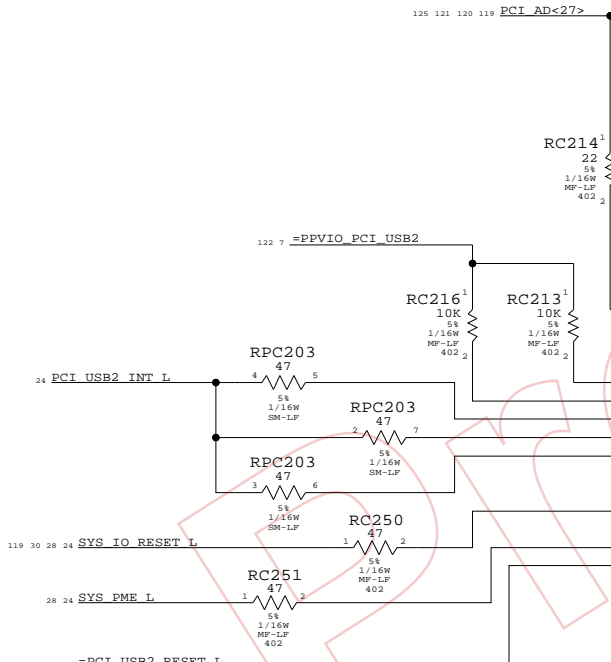 125 121 120 119 PCI_AD<27>
RC214 1
22
5%
1/16W
MF-LF
402 2
122 7 =PPVIO_PCI_USB2
RC216 1
10K
5%
1/16W
MF-LF
402 2
RC213 1
10K
5%
1/16W
MF-LF
402 2
RPC203
47
24 PCI_USB2_INT_L 4 5
5%
1/16W
SM-LF
RPC203
47
2 7
5%
1/16W
SM-LF
RPC203
47
3 6
5%
1/16W
SM-LF
RC250
47
119 30 28 24 SYS_IO_RESET_L 1 2
5%
1/16W
MF-LF
402
RC251
47
28 24 SYS_PME_L 1 2
5%
1/16W
MF-LF
402
=PCI_USB2_RESET_L
Pr